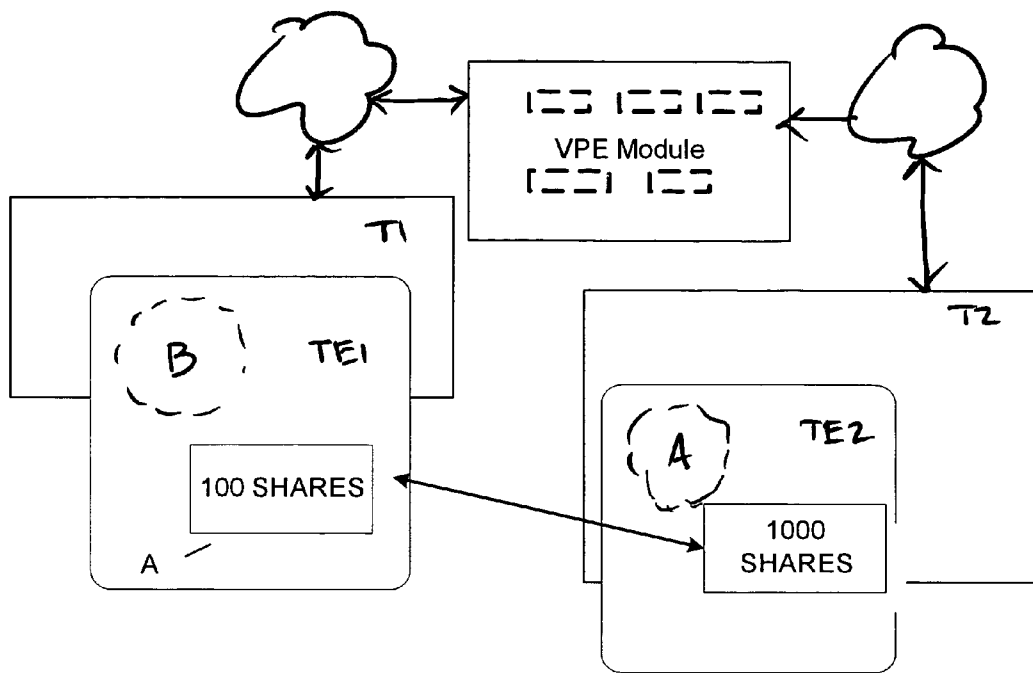 VPE Module
T1
T2
B
TE1
A
TE2
100 SHARES
1000
SHARES
A